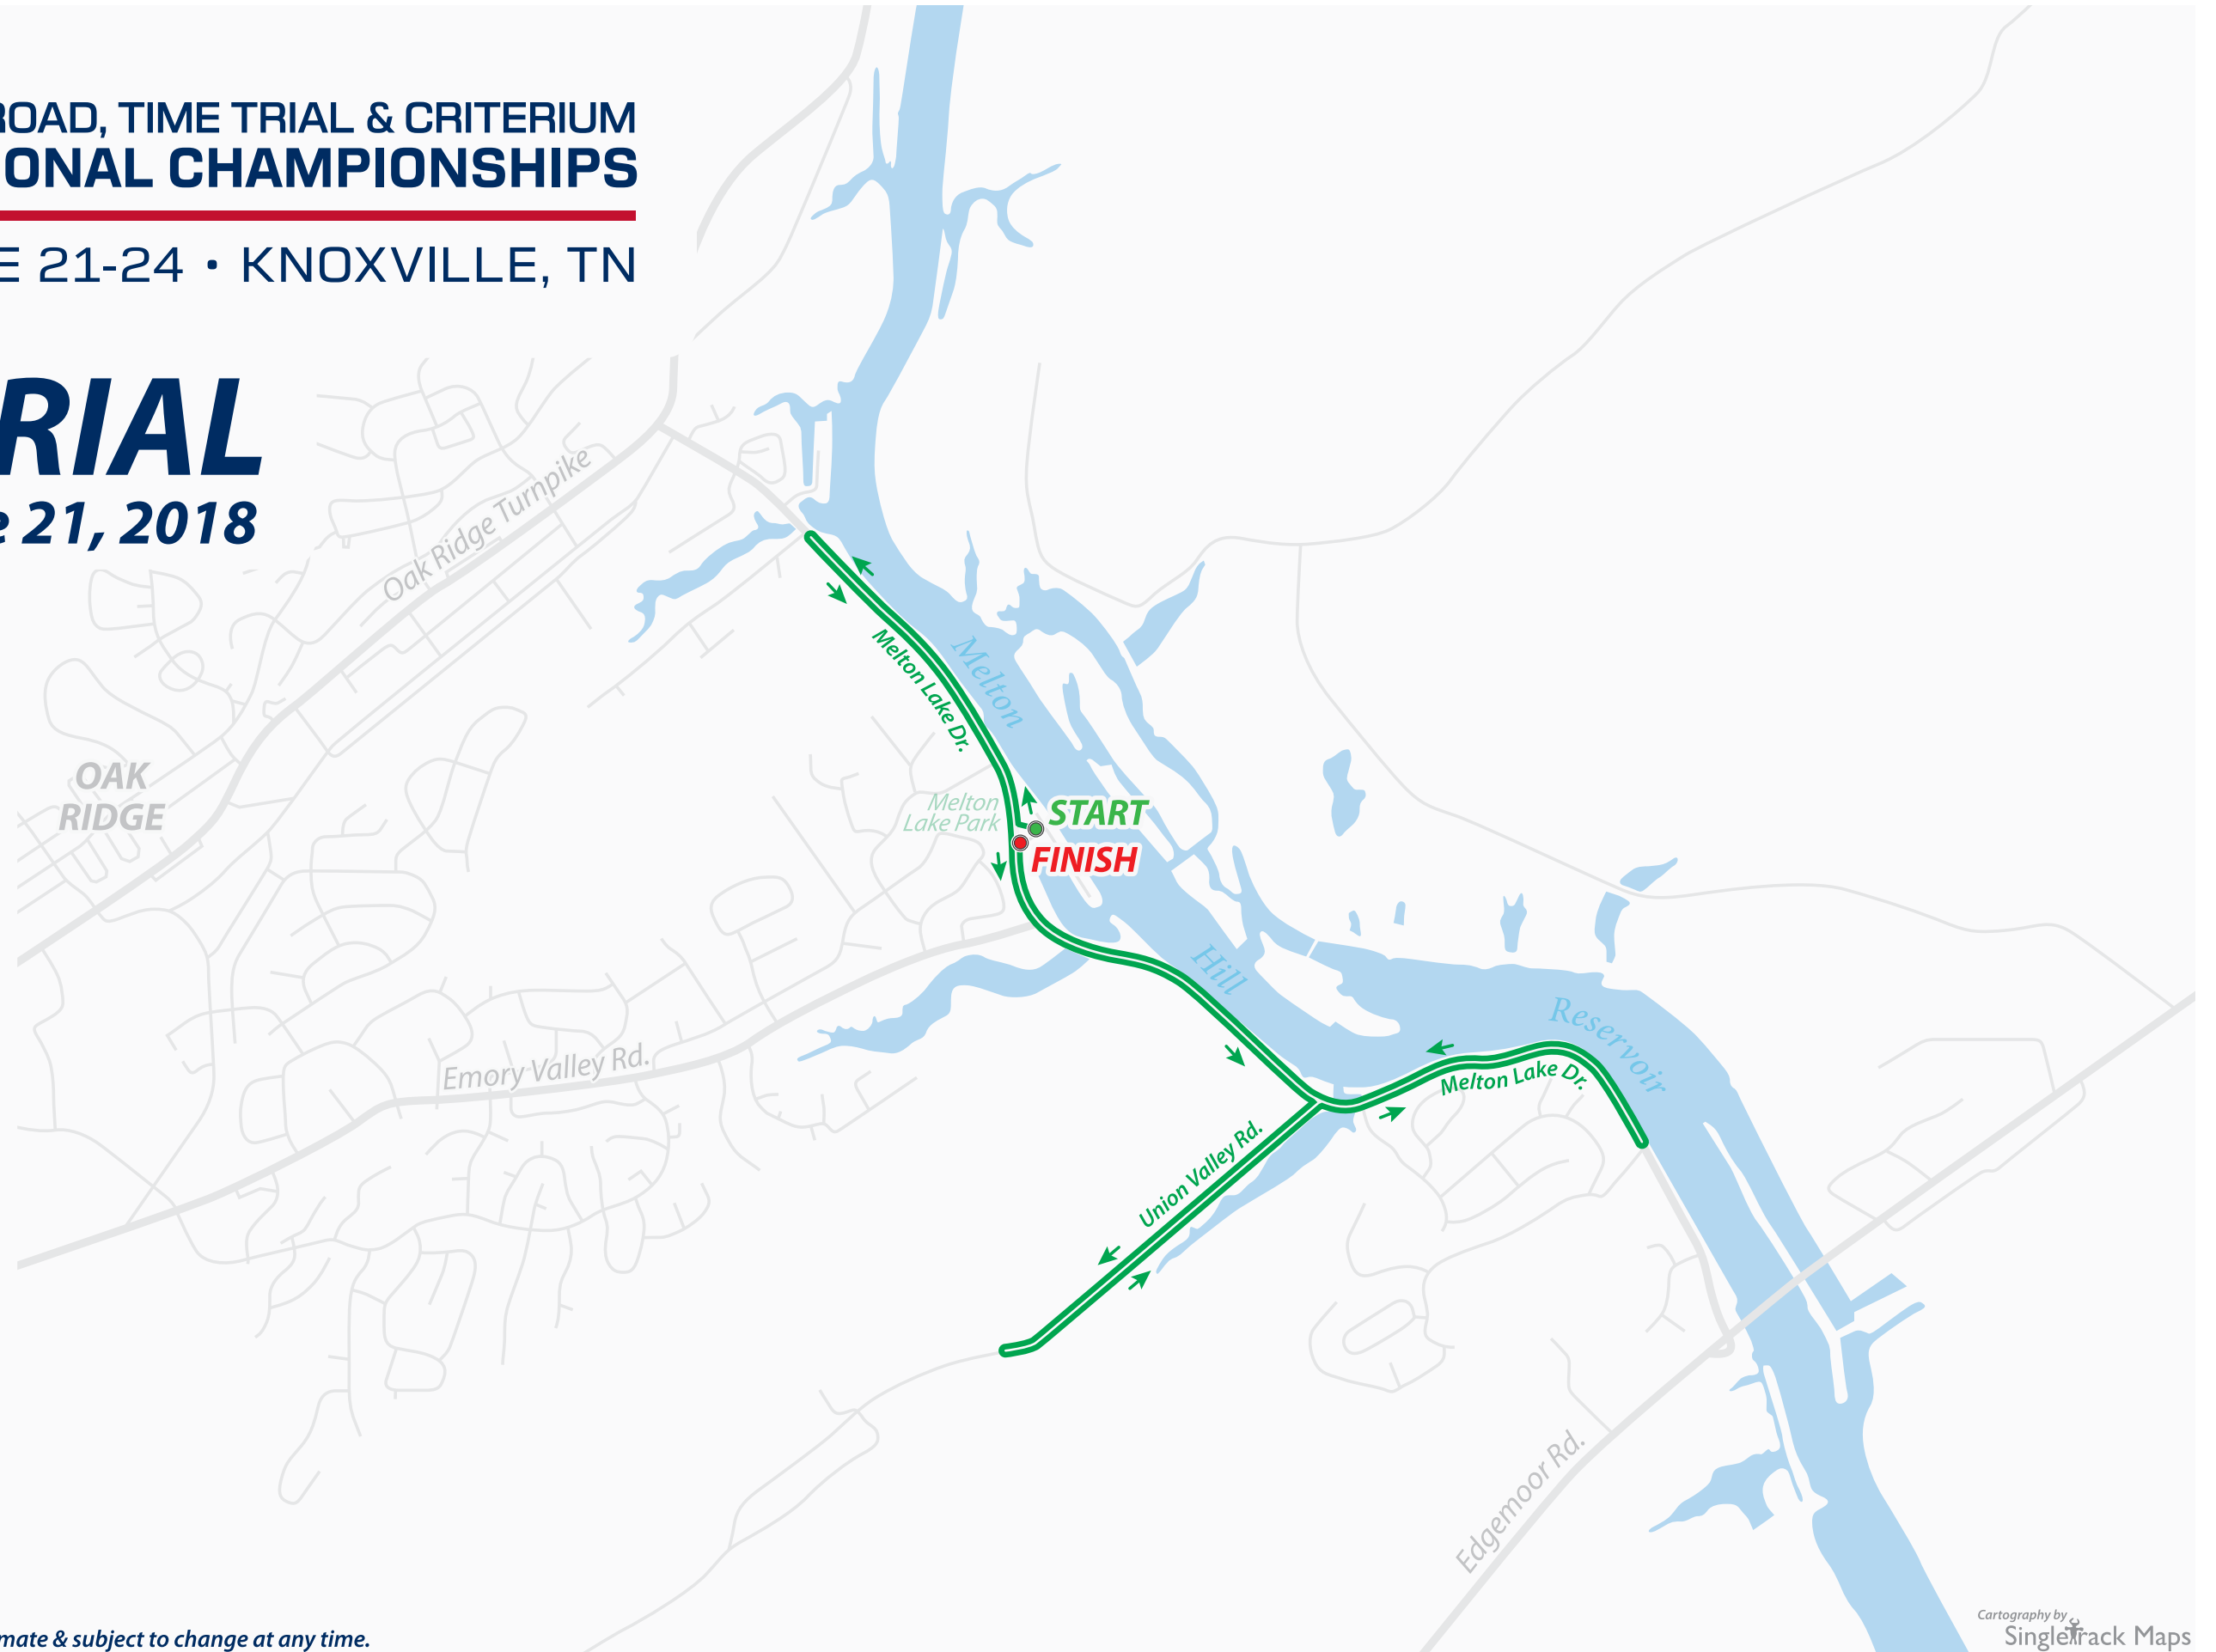 ROAD, TIME TRIAL & CRITERIUM
ONAL CHAMPIONSHIPS
E 21-24 • KNOXVILLE, TN
RIAL
e 21, 2018
Oak Ridge Turnpike
OAK
RIDGE
Melton Lake Dr.
Melton
Melton
Lake Park
START
FINISH
Hill
Reservoir
Emory Valley Rd.
Melton Lake Dr.
Union Valley Rd.
Edgemoor Rd.
mate & subject to change at any time.
Cartography by
SingleTrack Maps